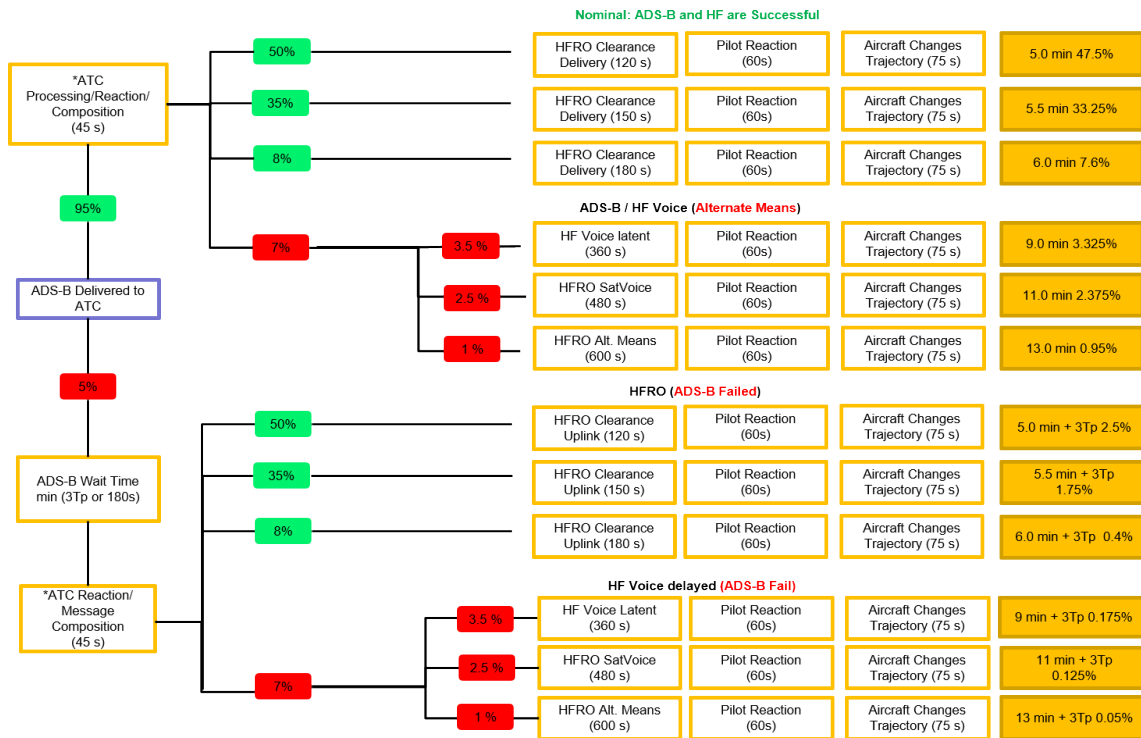 Nominal: ADS-B and HF are Successful
*ATC
Processing/Reaction/
Composition
(45 s)
95%
ADS-B Delivered to
ATC
5%
ADS-B Wait Time
min (3Tp or 180s)
*ATC Reaction/
Message
Composition
(45 s)
50%
HFRO Clearance
Delivery (120 s)
Pilot Reaction
(60s)
Aircraft Changes
Trajectory (75 s)
5.0 min 47.5%
35%
HFRO Clearance
Delivery (150 s)
Pilot Reaction
(60s)
Aircraft Changes
Trajectory (75 s)
5.5 min 33.25%
8%
HFRO Clearance
Delivery (180 s)
Pilot Reaction
(60s)
Aircraft Changes
Trajectory (75 s)
6.0 min 7.6%
ADS-B / HF Voice (Alternate Means)
7%
3.5 %
HF Voice latent
(360 s)
Pilot Reaction
(60s)
Aircraft Changes
Trajectory (75 s)
9.0 min 3.325%
2.5 %
HFRO SatVoice
(480 s)
Pilot Reaction
(60s)
Aircraft Changes
Trajectory (75 s)
11.0 min 2.375%
1 %
HFRO Alt. Means
(600 s)
Pilot Reaction
(60s)
Aircraft Changes
Trajectory (75 s)
13.0 min 0.95%
HFRO (ADS-B Failed)
50%
HFRO Clearance
Uplink (120 s)
Pilot Reaction
(60s)
Aircraft Changes
Trajectory (75 s)
5.0 min + 3Tp 2.5%
35%
HFRO Clearance
Uplink (150 s)
Pilot Reaction
(60s)
Aircraft Changes
Trajectory (75 s)
5.5 min + 3Tp
1.75%
8%
HFRO Clearance
Uplink (180 s)
Pilot Reaction
(60s)
Aircraft Changes
Trajectory (75 s)
6.0 min + 3Tp 0.4%
HF Voice delayed (ADS-B Fail)
7%
3.5 %
HF Voice Latent
(360 s)
Pilot Reaction
(60s)
Aircraft Changes
Trajectory (75 s)
9 min + 3Tp 0.175%
2.5 %
HFRO SatVoice
(480 s)
Pilot Reaction
(60s)
Aircraft Changes
Trajectory (75 s)
11 min + 3Tp
0.125%
1 %
HFRO Alt. Means
(600 s)
Pilot Reaction
(60s)
Aircraft Changes
Trajectory (75 s)
13 min + 3Tp 0.05%